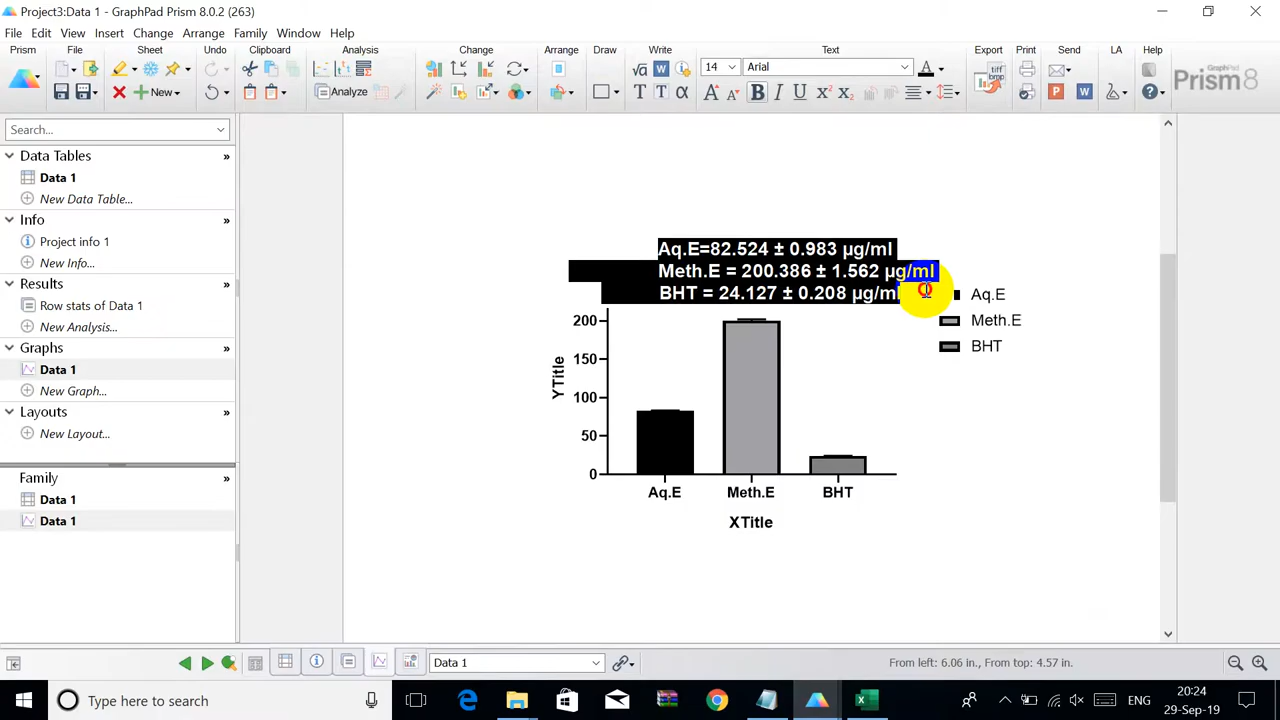 Project3:Data 1 - GraphPad Prism 8.0.2 (263)
File Edit View Insert Change Arrange Family Window Help
Prism File Sheet Undo Clipboard Analysis Change Arrange Draw Write Text Export Print Send LA Help
14 Arial
New Analyze
GraphPad
Prism 8
Search...
Data Tables
Data 1
New Data Table...
Info
Project info 1
New Info...
Results
Row stats of Data 1
New Analysis...
Graphs
Data 1
New Graph...
Layouts
New Layout...
Family
Data 1
Data 1
Aq.E=82.524 ± 0.983 µg/ml
Meth.E = 200.386 ± 1.562 µg/ml
BHT = 24.127 ± 0.208 µg/ml
Aq.E
Meth.E
BHT
200
150
100
50
0
YTitle
Aq.E Meth.E BHT
XTitle
Data 1
From left: 6.06 in., From top: 4.57 in.
Type here to search
ENG
20:24
29-Sep-19